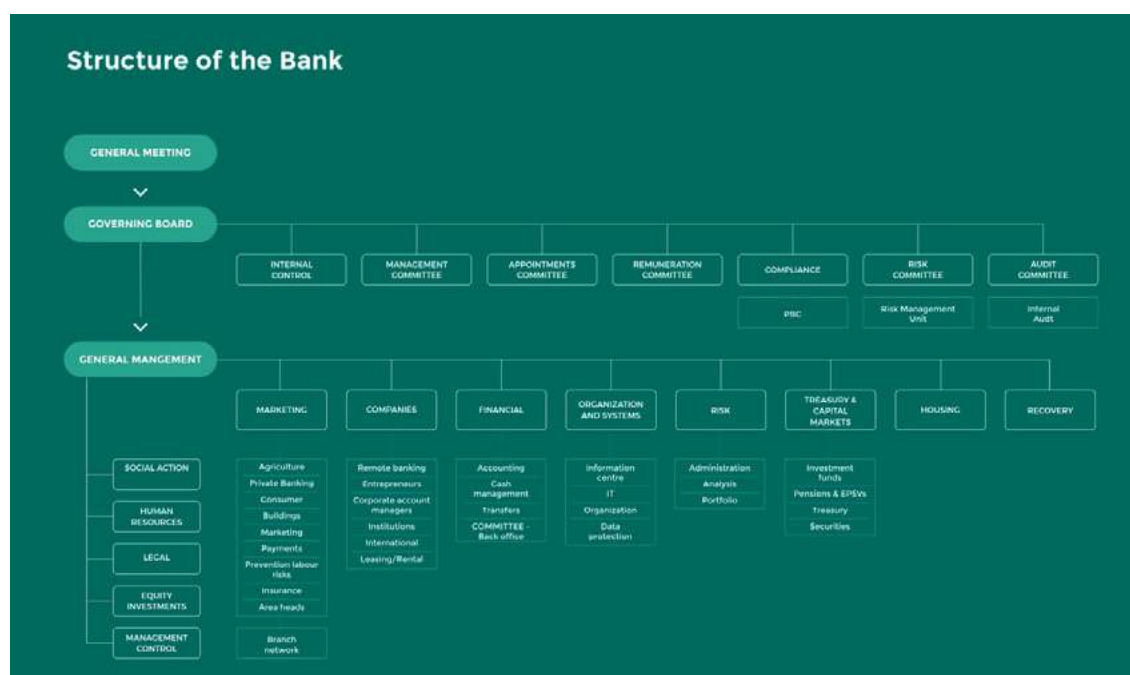 Structure of the Bank
GENERAL MEETING
GOVERNING BOARD
INTERNAL
CONTROL
MANAGEMENT
COMMITTEE
APPOINTMENTS
COMMITTEE
REMUNERATION
COMMITTEE
COMPLIANCE
RISK
COMMITTEE
AUDIT
COMMITTEE
PBC
Risk Management
Unit
Internal
Audt
GENERAL MANGEMENT
MARKETING
COMPANIES
FINANCIAL
ORGANIZATION
AND SYSTEMS
RISK
TREASURY &
CAPITAL
MARKETS
HOUSING
RECOVERY
SOCIAL ACTION
HUMAN
RESOURCES
LEGAL
EQUITY
INVESTMENTS
MANAGEMENT
CONTROL
Agriculture
Private Banking
Consumer
Buildings
Marketing
Payments
Prevention labour
risks
Insurance
Area heads
Branch
network
Remote banking
Entrepreneurs
Corporate account
managers
Institutions
International
Leasing/Rental
Accounting
Cash
management
Transfers
COMMITTEE -
Back office
Information
centre
IT
Organization
Data
protection
Administration
Analysis
Portfolio
Investment
funds
Pensions & EPSVs
Treasury
Securities